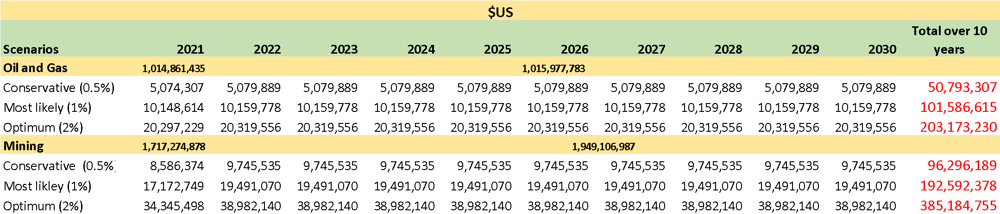 $US
Scenarios 2021 2022 2023 2024 2025 2026 2027 2028 2029 2030 Total over 10 years
Oil and Gas 1,014,861,435 1,015,977,783
Conservative (0.5%) 5,074,307 5,079,889 5,079,889 5,079,889 5,079,889 5,079,889 5,079,889 5,079,889 5,079,889 5,079,889 50,793,307
Most likely (1%) 10,148,614 10,159,778 10,159,778 10,159,778 10,159,778 10,159,778 10,159,778 10,159,778 10,159,778 10,159,778 101,586,615
Optimum (2%) 20,297,229 20,319,556 20,319,556 20,319,556 20,319,556 20,319,556 20,319,556 20,319,556 20,319,556 20,319,556 203,173,230
Mining 1,717,274,878 1,949,106,987
Conservative (0.5% 8,586,374 9,745,535 9,745,535 9,745,535 9,745,535 9,745,535 9,745,535 9,745,535 9,745,535 9,745,535 96,296,189
Most likley (1%) 17,172,749 19,491,070 19,491,070 19,491,070 19,491,070 19,491,070 19,491,070 19,491,070 19,491,070 19,491,070 192,592,378
Optimum (2%) 34,345,498 38,982,140 38,982,140 38,982,140 38,982,140 38,982,140 38,982,140 38,982,140 38,982,140 38,982,140 385,184,755